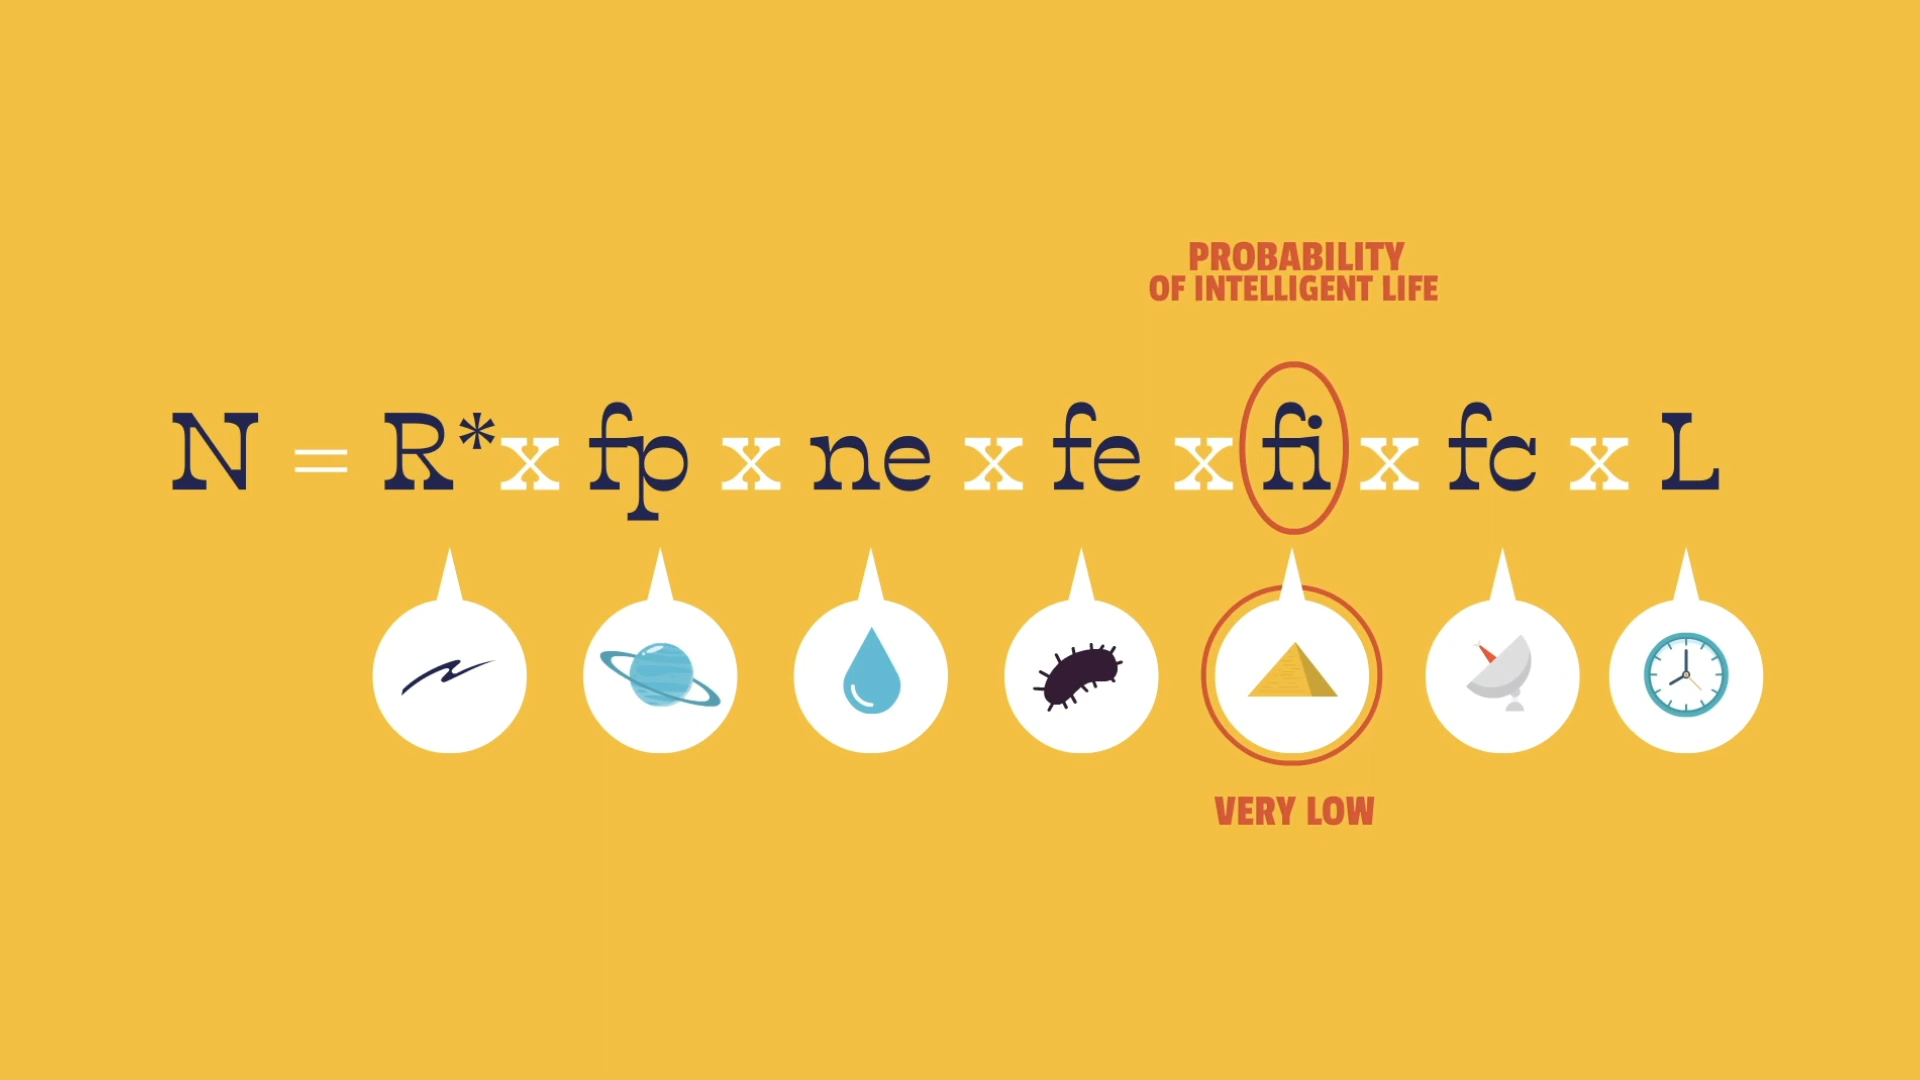 PROBABILITY
OF INTELLIGENT LIFE
N = R*x fp x ne x fe x fi x fc x L
VERY LOW